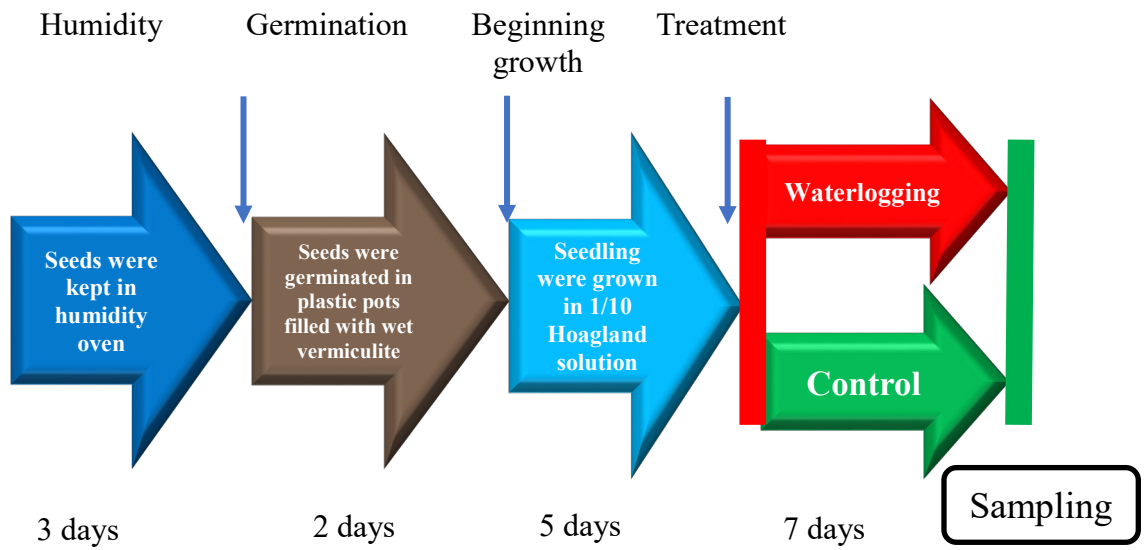 Humidity
Germination
Beginning
growth
Treatment
Seeds were
kept in
humidity
oven
Seeds were
germinated in
plastic pots
filled with wet
vermiculite
Seedling
were grown
in 1/10
Hoagland
solution
Waterlogging
Control
3 days
2 days
5 days
7 days
Sampling